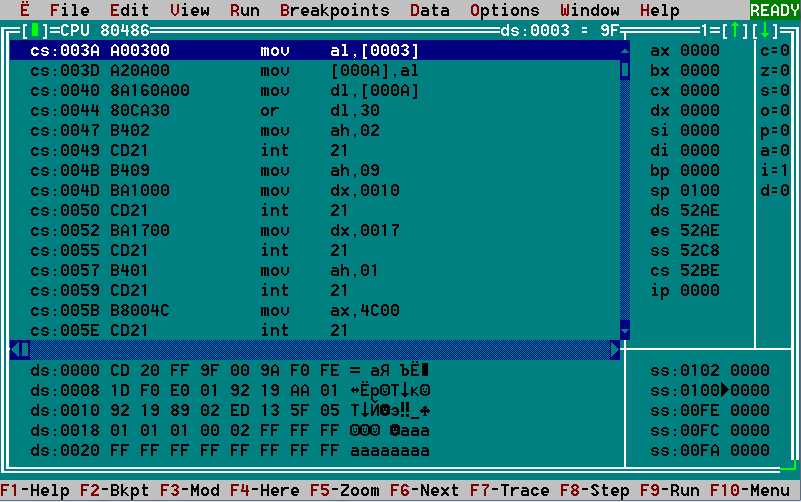 Ё File Edit View Run Breakpoints Data Options Window Help READY
[■]=CPU 80486 ds:0003 = 9F 1=[↑][↓]
cs:003A A00300 mov al,[0003] ax 0000 c=0
cs:003D A20A00 mov [000A],al bx 0000 z=0
cs:0040 8A160A00 mov dl,[000A] cx 0000 s=0
cs:0044 80CA30 or dl,30 dx 0000 o=0
cs:0047 B402 mov ah,02 si 0000 p=0
cs:0049 CD21 int 21 di 0000 a=0
cs:004B B409 mov ah,09 bp 0000 i=1
cs:004D BA1000 mov dx,0010 sp 0100 d=0
cs:0050 CD21 int 21 ds 52AE
cs:0052 BA1700 mov dx,0017 es 52AE
cs:0055 CD21 int 21 ss 52C8
cs:0057 B401 mov ah,01 cs 52BE
cs:0059 CD21 int 21 ip 0000
cs:005B B8004C mov ax,4C00
cs:005E CD21 int 21
ds:0000 CD 20 FF 9F 00 9A F0 FE = аЯ ЪЁ■ ss:0102 0000
ds:0008 1D F0 E0 01 92 19 AA 01 ↔Ёр☺Т↓к☺ ss:0100►0000
ds:0010 92 19 89 02 ED 13 5F 05 Т↓Й☻э‼_♣ ss:00FE 0000
ds:0018 01 01 01 00 02 FF FF FF ☺☺☺ ☻aaa ss:00FC 0000
ds:0020 FF FF FF FF FF FF FF FF aaaaaaaa ss:00FA 0000
F1-Help F2-Bkpt F3-Mod F4-Here F5-Zoom F6-Next F7-Trace F8-Step F9-Run F10-Menu